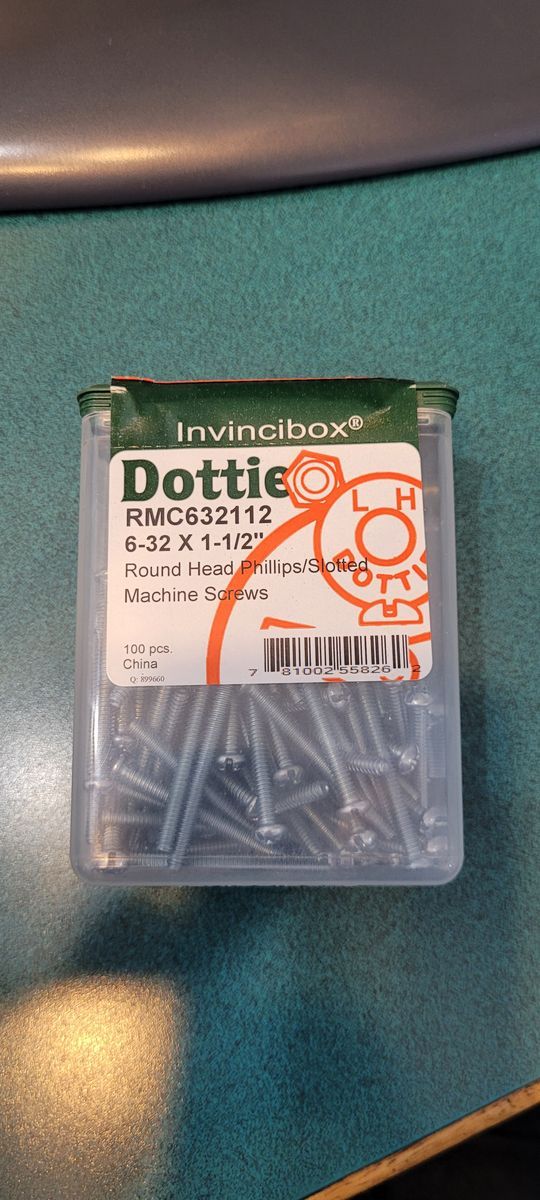 Invincibox®
Dottie
RMC632112
6-32 X 1-1/2"
Round Head Phillips/Slotted
Machine Screws
L H
DOTTI
100 pcs.
China
Q: 899660
7 81002 55826 2